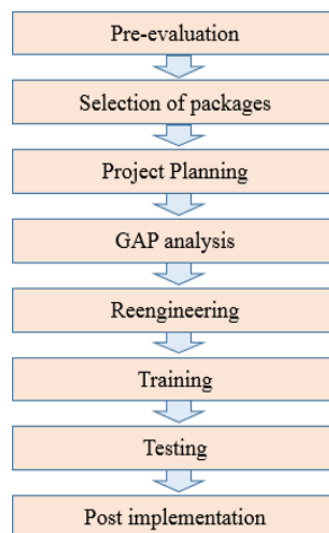 Pre-evaluation
Selection of packages
Project Planning
GAP analysis
Reengineering
Training
Testing
Post implementation